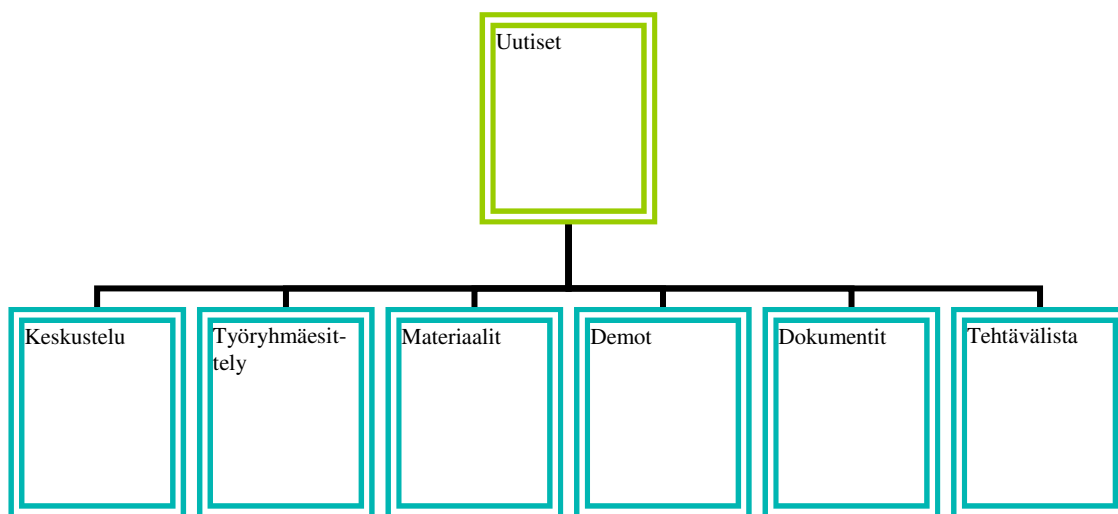 Uutiset
Keskustelu
Työryhmäesit-
tely
Materiaalit
Demot
Dokumentit
Tehtävälista